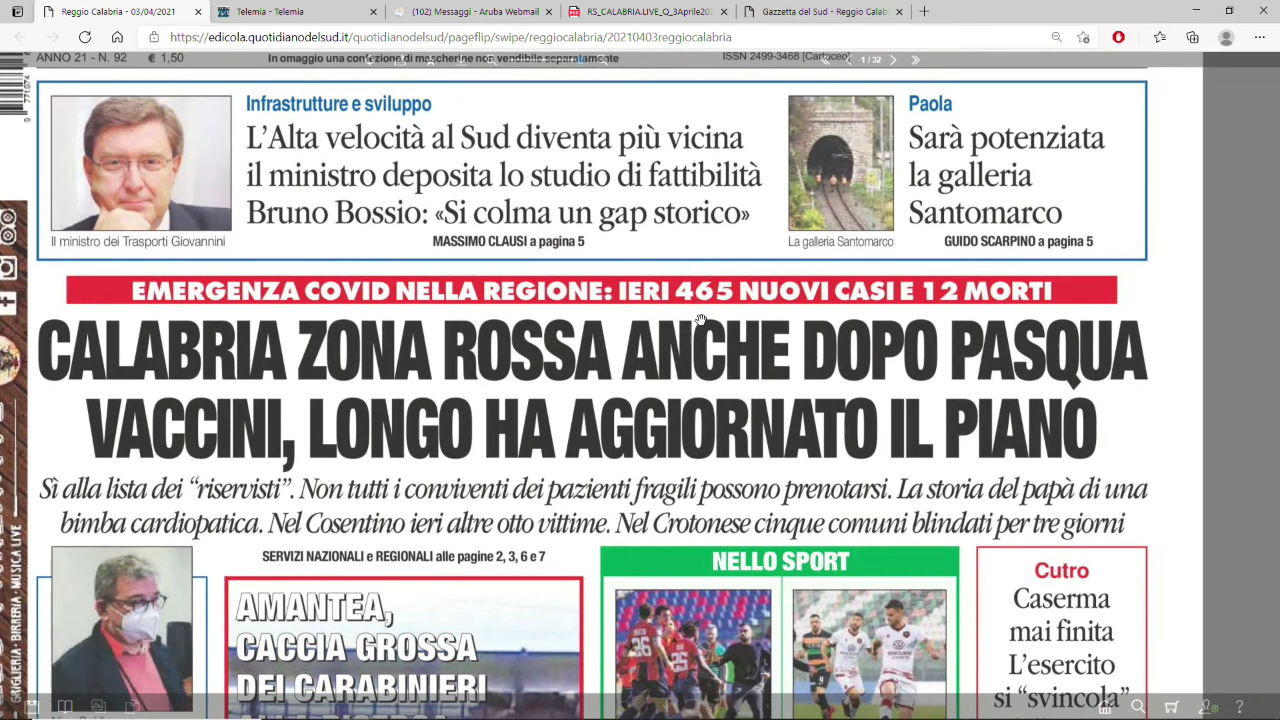 Reggio Calabria - 03/04/2021
Telemia - Telemia
(102) Messaggi - Aruba Webmail
RS_CALABRIA.LIVE_Q_3Aprile202
Gazzetta del Sud - Reggio Calab
https://edicola.quotidianodelsud.it/pageflip/swipe/reggiocalabria/20210403reggiocalabria
ANNO 21 - N. 92 € 1,50
In omaggio una confezione di mascherine non vendibile separatamente
ISSN 2499-3468 [Cartaceo]
1 / 32
Infrastrutture e sviluppo
L'Alta velocità al Sud diventa più vicina
il ministro deposita lo studio di fattibilità
Bruno Bossio: «Si colma un gap storico»
Il ministro dei Trasporti Giovannini
MASSIMO CLAUSI a pagina 5
Paola
Sarà potenziata
la galleria
Santomarco
La galleria Santomarco
GUIDO SCARPINO a pagina 5
EMERGENZA COVID NELLA REGIONE: IERI 465 NUOVI CASI E 12 MORTI
CALABRIA ZONA ROSSA ANCHE DOPO PASQUA
VACCINI, LONGO HA AGGIORNATO IL PIANO
Sì alla lista dei “riservisti”. Non tutti i conviventi dei pazienti fragili possono prenotarsi. La storia del papà di una
bimba cardiopatica. Nel Cosentino ieri altre otto vittime. Nel Crotonese cinque comuni blindati per tre giorni
SERVIZI NAZIONALI e REGIONALI alle pagine 2, 3, 6 e 7
AMANTEA,
CACCIA GROSSA
DEI CARABINIERI
NELLO SPORT
Cutro
Caserma
mai finita
L'esercito
si “svincola”
GRIGLIERIA · BIRRERIA · MUSICA LIVE